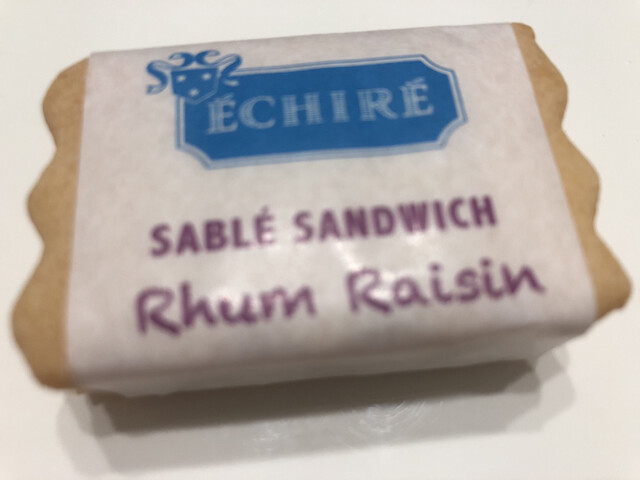 ÉCHIRÉ
SABLÉ SANDWICH
Rhum Raisin